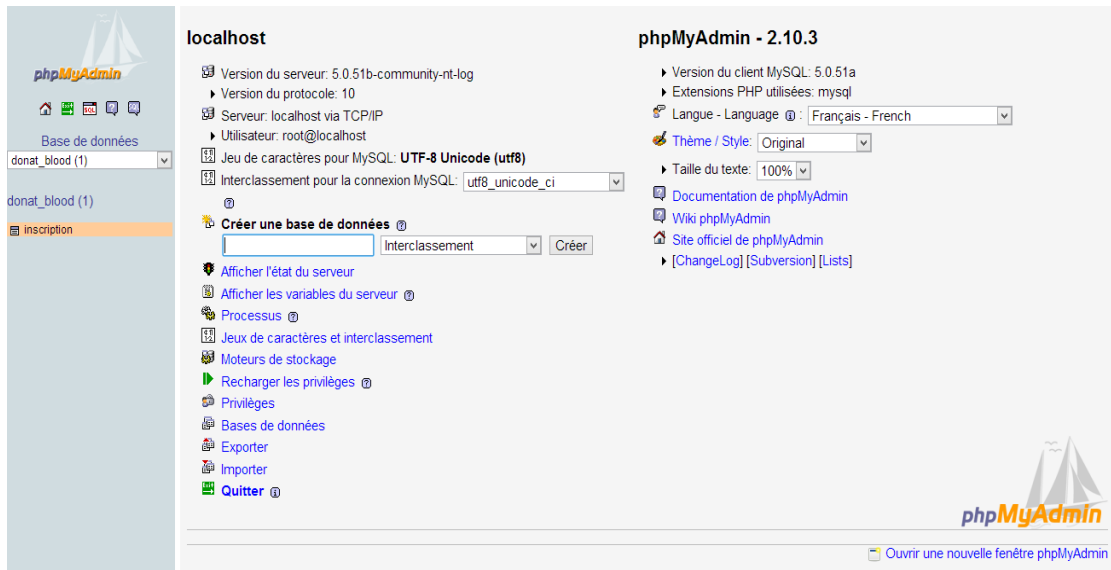 phpMyAdmin
Base de données
donat_blood (1)
donat_blood (1)
inscription
localhost
Version du serveur: 5.0.51b-community-nt-log
Version du protocole: 10
Serveur: localhost via TCP/IP
Utilisateur: root@localhost
Jeu de caractères pour MySQL: UTF-8 Unicode (utf8)
Interclassement pour la connexion MySQL: utf8_unicode_ci
Créer une base de données
Interclassement Créer
Afficher l'état du serveur
Afficher les variables du serveur
Processus
Jeux de caractères et interclassement
Moteurs de stockage
Recharger les privilèges
Privilèges
Bases de données
Exporter
Importer
Quitter
phpMyAdmin - 2.10.3
Version du client MySQL: 5.0.51a
Extensions PHP utilisées: mysql
Langue - Language : Français - French
Thème / Style: Original
Taille du texte: 100%
Documentation de phpMyAdmin
Wiki phpMyAdmin
Site officiel de phpMyAdmin
[ChangeLog] [Subversion] [Lists]
phpMyAdmin
Ouvrir une nouvelle fenêtre phpMyAdmin